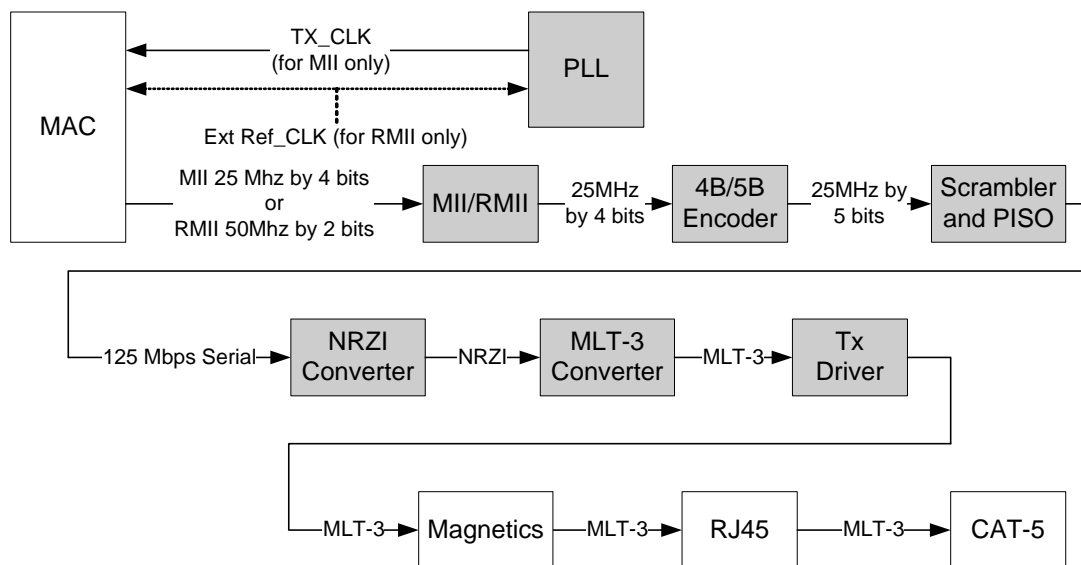 TX_CLK
(for MII only)
PLL
MAC
Ext Ref_CLK (for RMII only)
MII 25 Mhz by 4 bits
or
RMII 50Mhz by 2 bits
MII/RMII
25MHz
by 4 bits
4B/5B
Encoder
25MHz by
5 bits
Scrambler
and PISO
125 Mbps Serial
NRZI
Converter
NRZI
MLT-3
Converter
MLT-3
Tx
Driver
MLT-3
Magnetics
MLT-3
RJ45
MLT-3
CAT-5